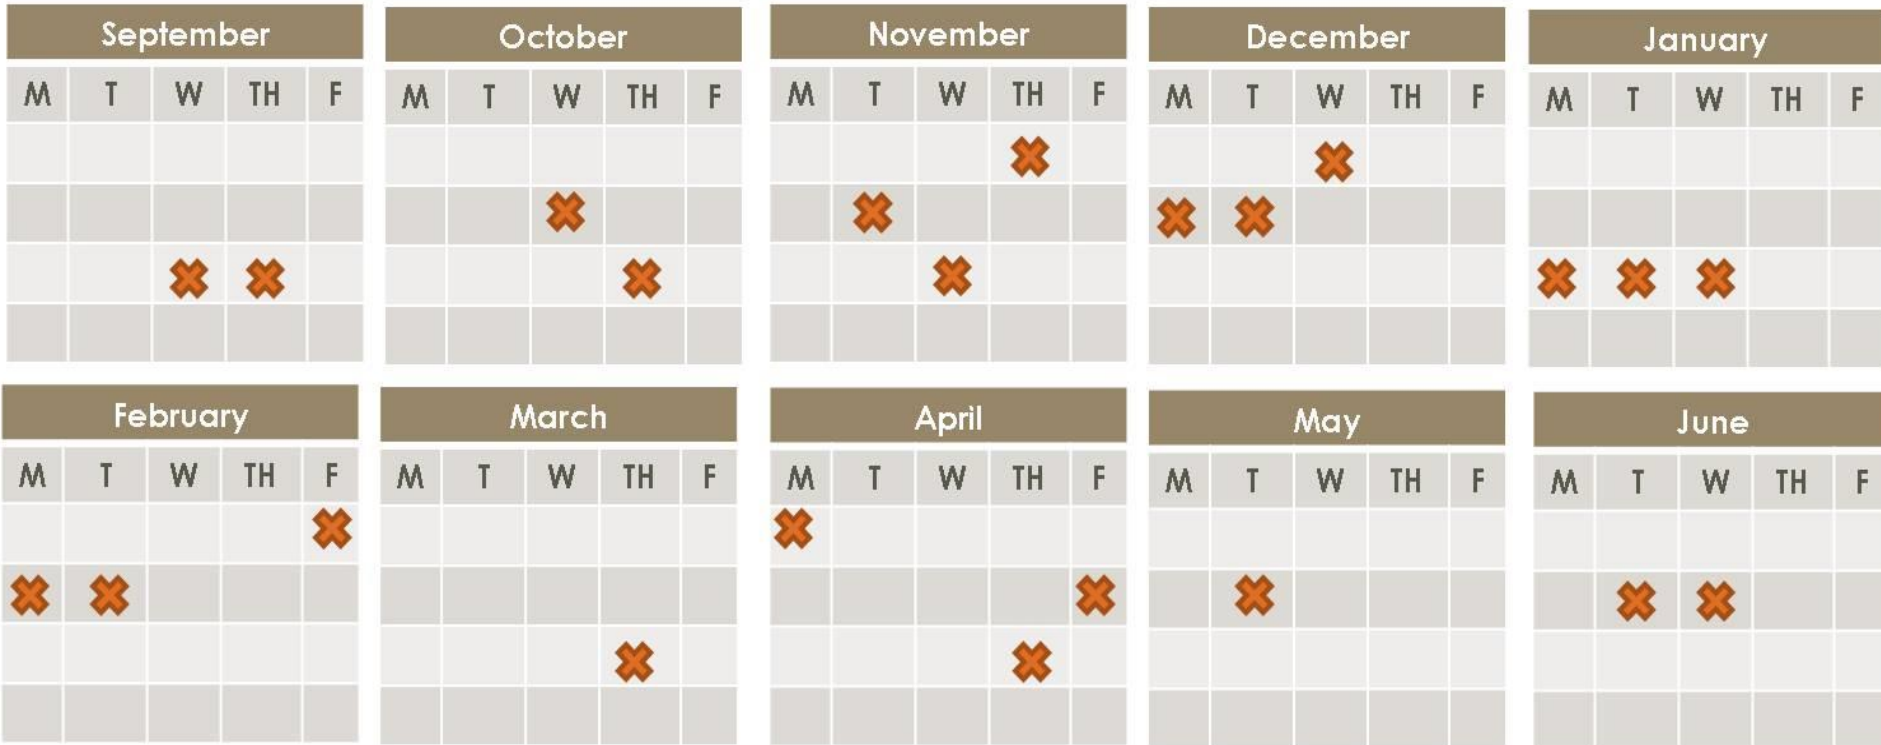 September
M T W TH F
October
M T W TH F
November
M T W TH F
December
M T W TH F
January
M T W TH F
February
M T W TH F
March
M T W TH F
April
M T W TH F
May
M T W TH F
June
M T W TH F